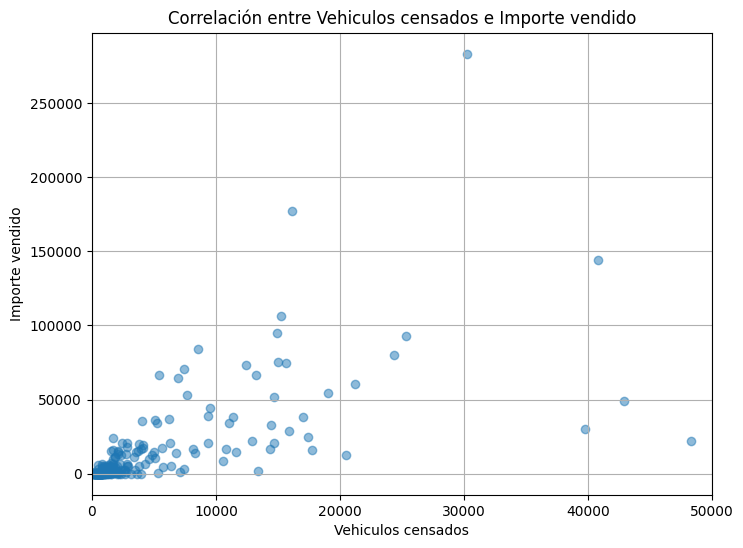 Correlación entre Vehiculos censados e Importe vendido
250000
200000
150000
100000
50000
0
Importe vendido
0 10000 20000 30000 40000 50000
Vehiculos censados